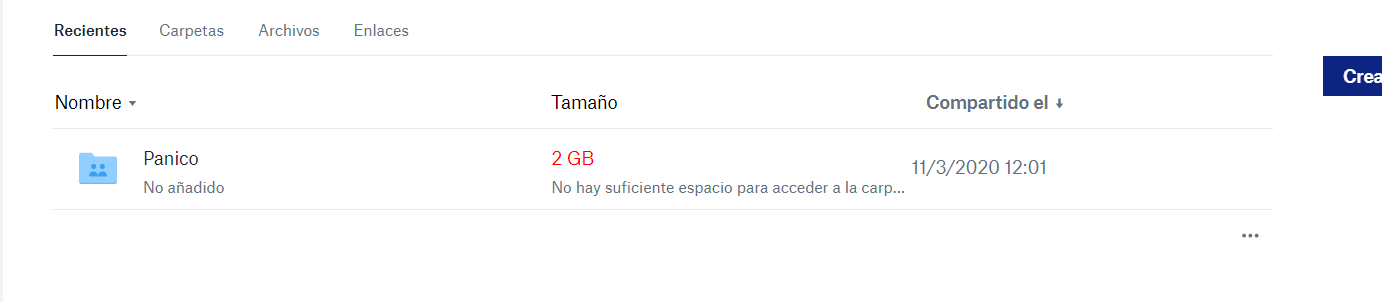 Recientes Carpetas Archivos Enlaces
Crea
Nombre Tamaño Compartido el
Panico 2 GB 11/3/2020 12:01
No añadido No hay suficiente espacio para acceder a la carp...